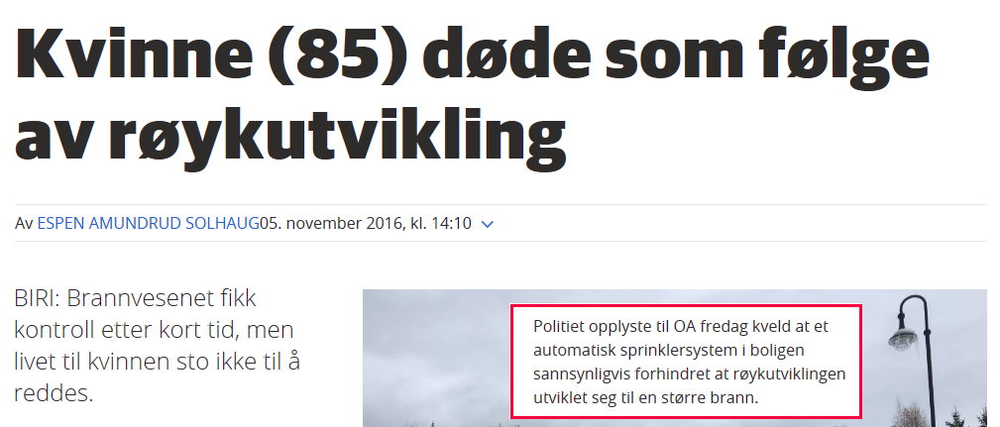 Kvinne (85) døde som følge
av røykutvikling
Av ESPEN AMUNDRUD SOLHAUG05. november 2016, kl. 14:10
BIRI: Brannvesenet fikk
kontroll etter kort tid, men
livet til kvinnen sto ikke til å
reddes.
Politiet opplyste til OA fredag kveld at et
automatisk sprinklersystem i boligen
sannsynligvis forhindret at røykutviklingen
utviklet seg til en større brann.